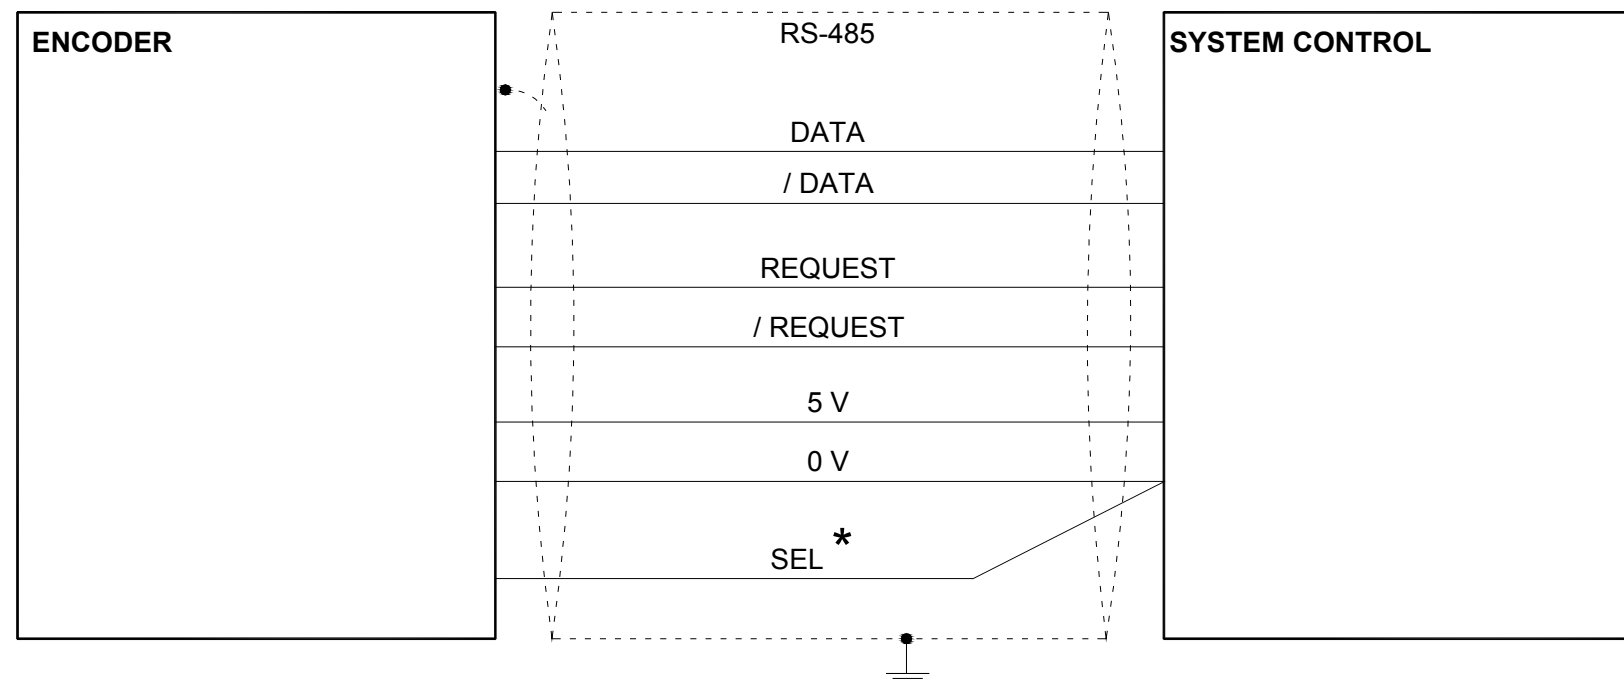 ENCODER
RS-485
SYSTEM CONTROL
DATA
/ DATA
REQUEST
/ REQUEST
5 V
0 V
SEL *